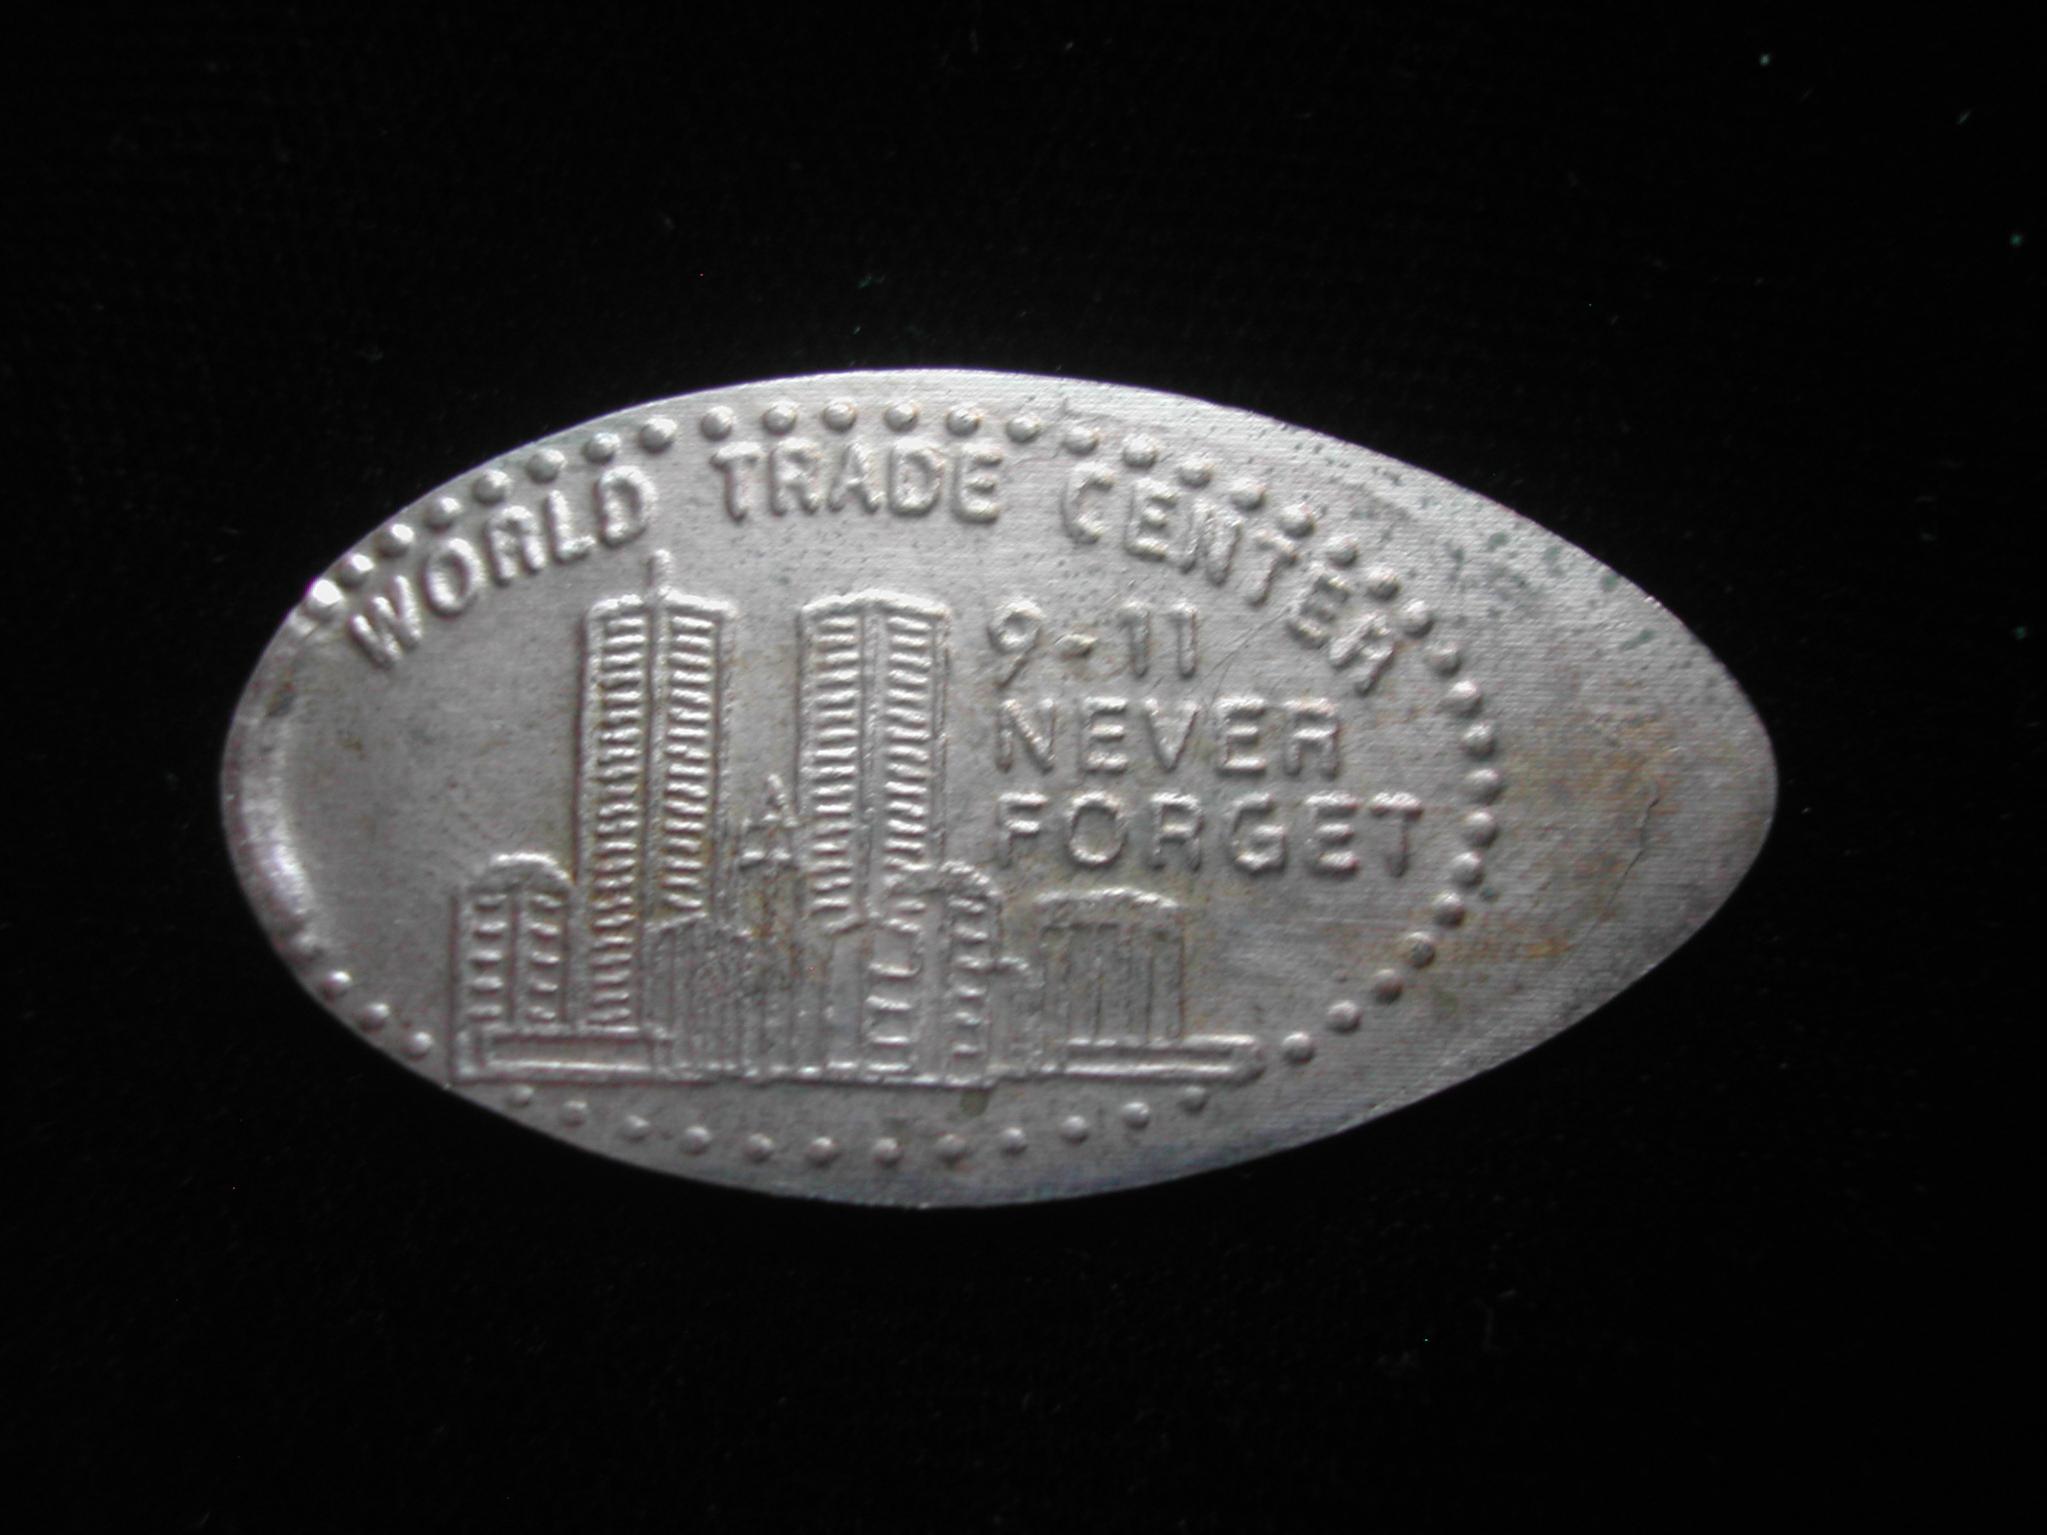 WORLD TRADE CENTER
9-11
NEVER
FORGET